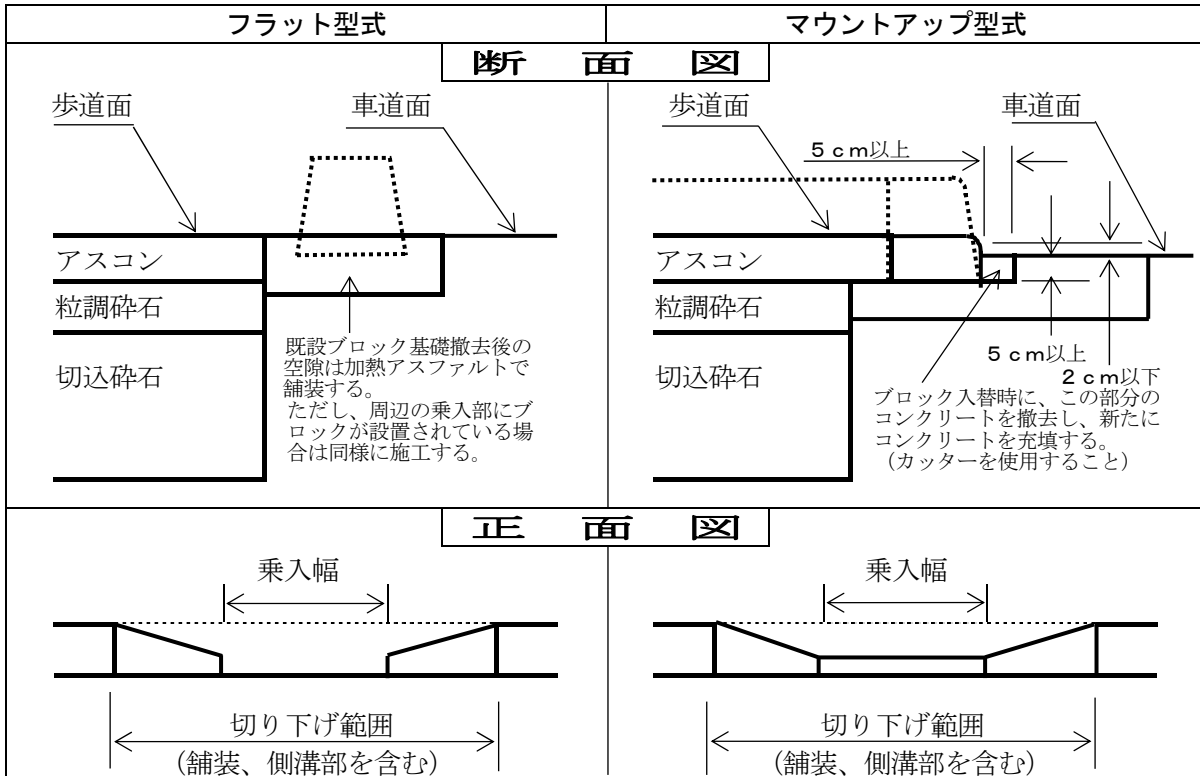 フラット型式
マウントアップ型式
断 面 図
歩道面
車道面
アスコン
粒調砕石
切込砕石
既設ブロック基礎撤去後の
空隙は加熱アスファルトで
舗装する。
ただし、周辺の乗入部にブ
ロックが設置されている場
合は同様に施工する。
歩道面
車道面
5cm以上
アスコン
粒調砕石
切込砕石
5cm以上
2cm以下
ブロック入替時に、この部分の
コンクリートを撤去し、新たに
コンクリートを充填する。
(カッターを使用すること)
正 面 図
乗入幅
切り下げ範囲
(舗装、側溝部を含む)
乗入幅
切り下げ範囲
(舗装、側溝部を含む)